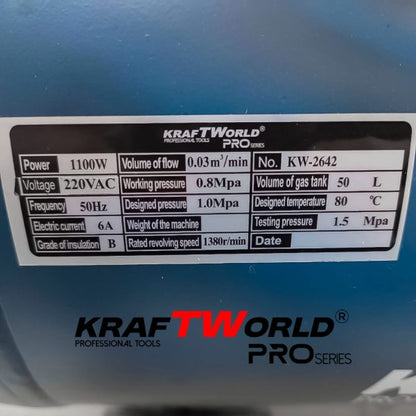 KRAFTWORLD®
PROFESSIONAL TOOLS PRO SERIES
Power 1100W Volume of flow 0.03m³/min No. KW-2642
Voltage 220VAC Working pressure 0.8Mpa Volume of gas tank 50 L
Frequency 50Hz Designed pressure 1.0Mpa Designed temperature 80 ℃
Electric current 6A Weight of the machine Testing pressure 1.5 Mpa
Grade of insulation B Rated revolving speed 1380r/min Date
KRAFTWORLD®
PROFESSIONAL TOOLS PRO SERIES